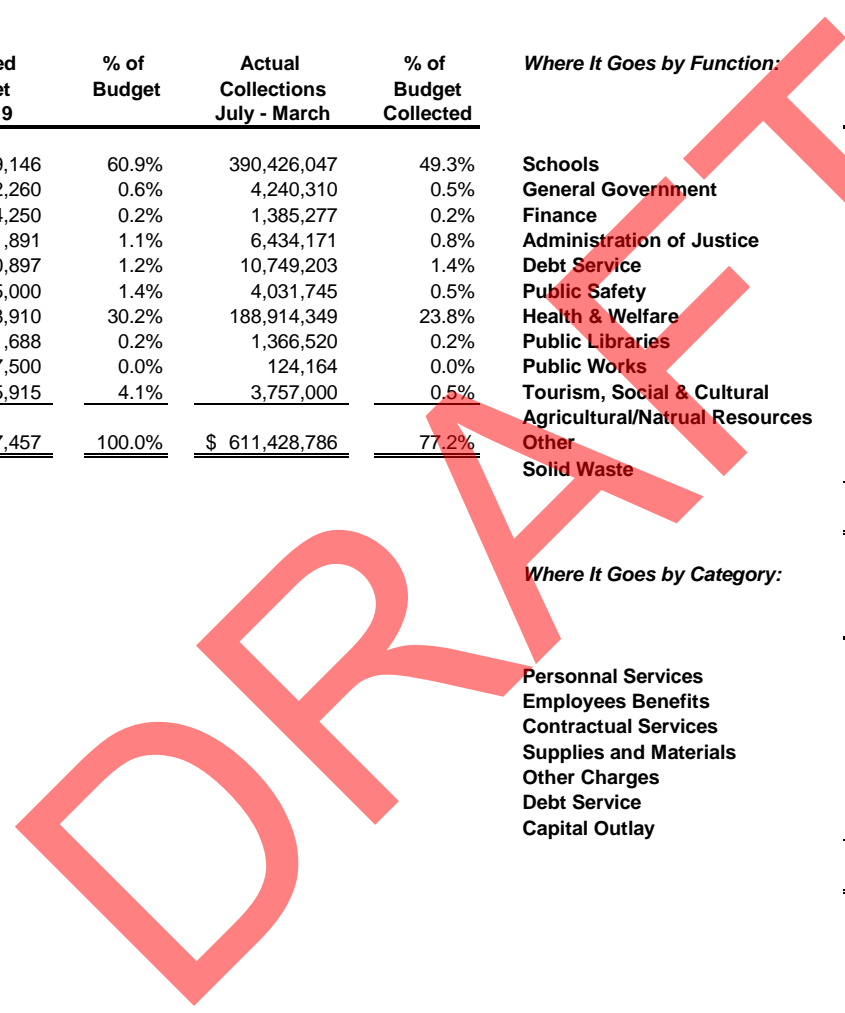 ed % of Actual % of Where It Goes by Function:
et Budget Collections Budget
9 July - March Collected
9,146 60.9% 390,426,047 49.3% Schools
2,260 0.6% 4,240,310 0.5% General Government
,250 0.2% 1,385,277 0.2% Finance
,891 1.1% 6,434,171 0.8% Administration of Justice
0,897 1.2% 10,749,203 1.4% Debt Service
5,000 1.4% 4,031,745 0.5% Public Safety
,910 30.2% 188,914,349 23.8% Health & Welfare
,688 0.2% 1,366,520 0.2% Public Libraries
7,500 0.0% 124,164 0.0% Public Works
5,915 4.1% 3,757,000 0.5% Tourism, Social & Cultural
Agricultural/Natrual Resources
7,457 100.0% $ 611,428,786 77.2% Other
Solid Waste
Where It Goes by Category:
Personnal Services
Employees Benefits
Contractual Services
Supplies and Materials
Other Charges
Debt Service
Capital Outlay
DRAFT